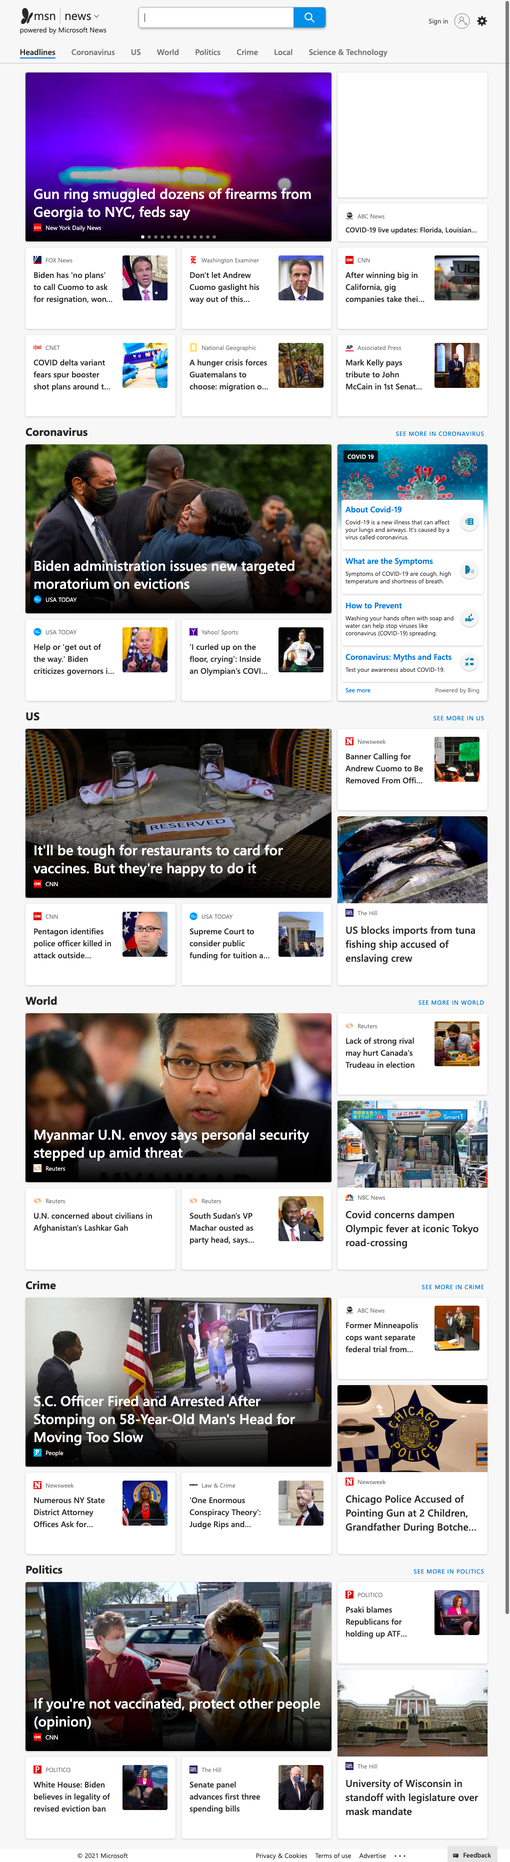 msn news
powered by Microsoft News
Sign in
Headlines Coronavirus US World Politics Crime Local Science & Technology
Gun ring smuggled dozens of firearms from
Georgia to NYC, feds say
New York Daily News
ABC News
COVID-19 live updates: Florida, Louisian...
FOX News
Biden has 'no plans'
to call Cuomo to ask
for resignation, won...
Washington Examiner
Don't let Andrew
Cuomo gaslight his
way out of this...
CNN
After winning big in
California, gig
companies take thei...
CNET
COVID delta variant
fears spur booster
shot plans around t...
National Geographic
A hunger crisis forces
Guatemalans to
choose: migration o...
AP Associated Press
Mark Kelly pays
tribute to John
McCain in 1st Senat...
Coronavirus
SEE MORE IN CORONAVIRUS
Biden administration issues new targeted
moratorium on evictions
USA TODAY
COVID 19
About Covid-19
Covid-19 is a new illness that can affect
your lungs and airways. It's caused by a
virus called coronavirus.
What are the Symptoms
Symptoms of COVID-19 are cough, high
temperature and shortness of breath.
How to Prevent
Washing your hands often with soap and
water can help stop viruses like
coronavirus (COVID-19) spreading.
Coronavirus: Myths and Facts
Test your awareness about COVID-19.
See more
Powered by Bing
USA TODAY
Help or 'get out of
the way.' Biden
criticizes governors i...
Yahoo! Sports
'I curled up on the
floor, crying': Inside
an Olympian's COVI...
US
SEE MORE IN US
RESERVED
It'll be tough for restaurants to card for
vaccines. But they're happy to do it
CNN
Newsweek
Banner Calling for
Andrew Cuomo to Be
Removed From Offi...
The Hill
US blocks imports from tuna
fishing ship accused of
enslaving crew
CNN
Pentagon identifies
police officer killed in
attack outside...
USA TODAY
Supreme Court to
consider public
funding for tuition a...
World
SEE MORE IN WORLD
Myanmar U.N. envoy says personal security
stepped up amid threat
Reuters
Reuters
Lack of strong rival
may hurt Canada's
Trudeau in election
Smart1
NBC News
Covid concerns dampen
Olympic fever at iconic Tokyo
road-crossing
Reuters
U.N. concerned about civilians in
Afghanistan's Lashkar Gah
Reuters
South Sudan's VP
Machar ousted as
party head, says...
Crime
SEE MORE IN CRIME
S.C. Officer Fired and Arrested After
Stomping on 58-Year-Old Man's Head for
Moving Too Slow
People
ABC News
Former Minneapolis
cops want separate
federal trial from...
CHICAGO
POLICE
Newsweek
Chicago Police Accused of
Pointing Gun at 2 Children,
Grandfather During Botche...
Newsweek
Numerous NY State
District Attorney
Offices Ask for...
Law & Crime
'One Enormous
Conspiracy Theory':
Judge Rips and...
Politics
SEE MORE IN POLITICS
If you're not vaccinated, protect other people
(opinion)
CNN
POLITICO
Psaki blames
Republicans for
holding up ATF...
The Hill
University of Wisconsin in
standoff with legislature over
mask mandate
POLITICO
White House: Biden
believes in legality of
revised eviction ban
The Hill
Senate panel
advances first three
spending bills
© 2021 Microsoft
Privacy & Cookies Terms of use Advertise ...
Feedback